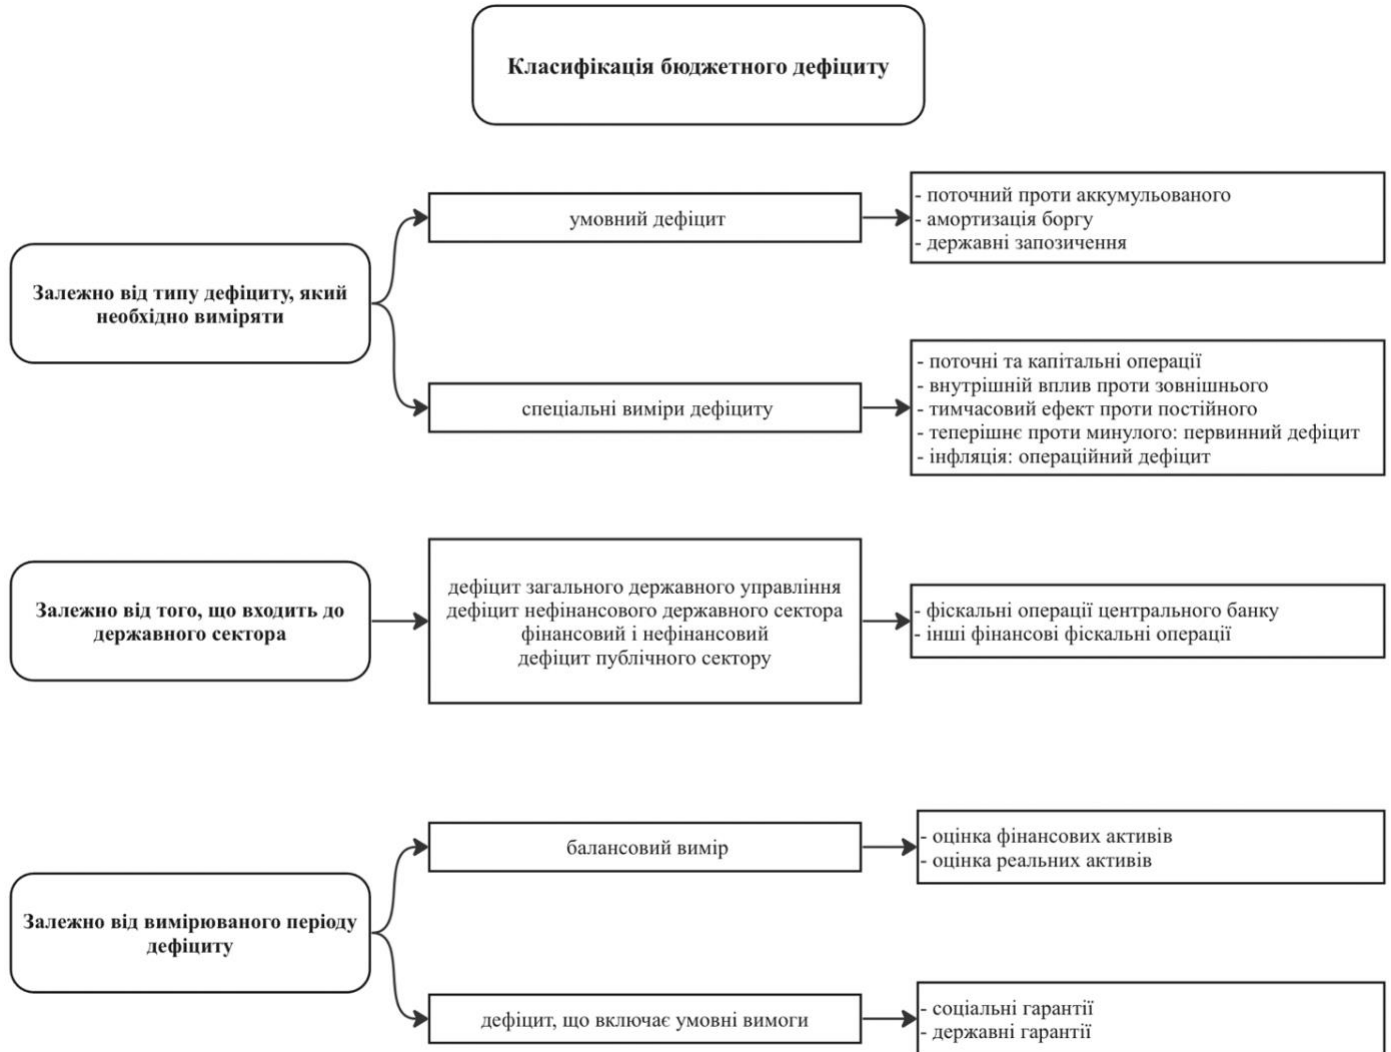 Класифікація бюджетного дефіциту
Залежно від типу дефіциту, який
необхідно виміряти
умовний дефіцит
- поточний проти аккумульованого
- амортизація боргу
- державні запозичення
спеціальні виміри дефіциту
- поточні та капітальні операції
- внутрішній вплив проти зовнішнього
- тимчасовий ефект проти постійного
- теперішнє проти минулого: первинний дефіцит
- інфляція: операційний дефіцит
Залежно від того, що входить до
державного сектора
дефіцит загального державного управління
дефіцит нефінансового державного сектора
фінансовий і нефінансовий
дефіцит публічного сектору
- фіскальні операції центрального банку
- інші фінансові фіскальні операції
Залежно від вимірюваного періоду
дефіциту
балансовий вимір
- оцінка фінансових активів
- оцінка реальних активів
дефіцит, що включає умовні вимоги
- соціальні гарантії
- державні гарантії